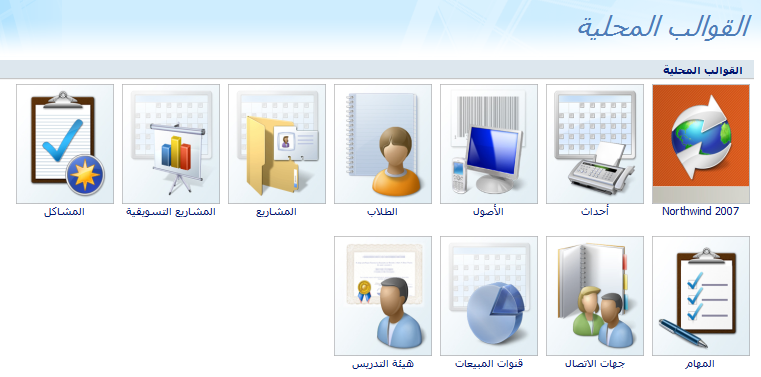 القوالب المحلية
القوالب المحلية
Northwind 2007
أحداث
الأصول
الطلاب
المشاريع
المشاريع التسويقية
المشاكل
المهام
جهات الاتصال
قنوات المبيعات
هيئة التدريس